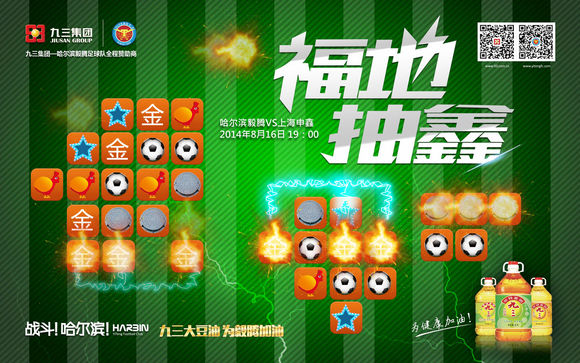 九三集团
JIUSAN GROUP
九三集团—哈尔滨毅腾足球队全程赞助商
福地
抽鑫
哈尔滨毅腾VS上海申鑫
2014年8月16日 19：00
金
金
金
金 金
金 金 金
战斗!哈尔滨! HARBIN
九三大豆油 为毅腾加油
为健康加油!
九三